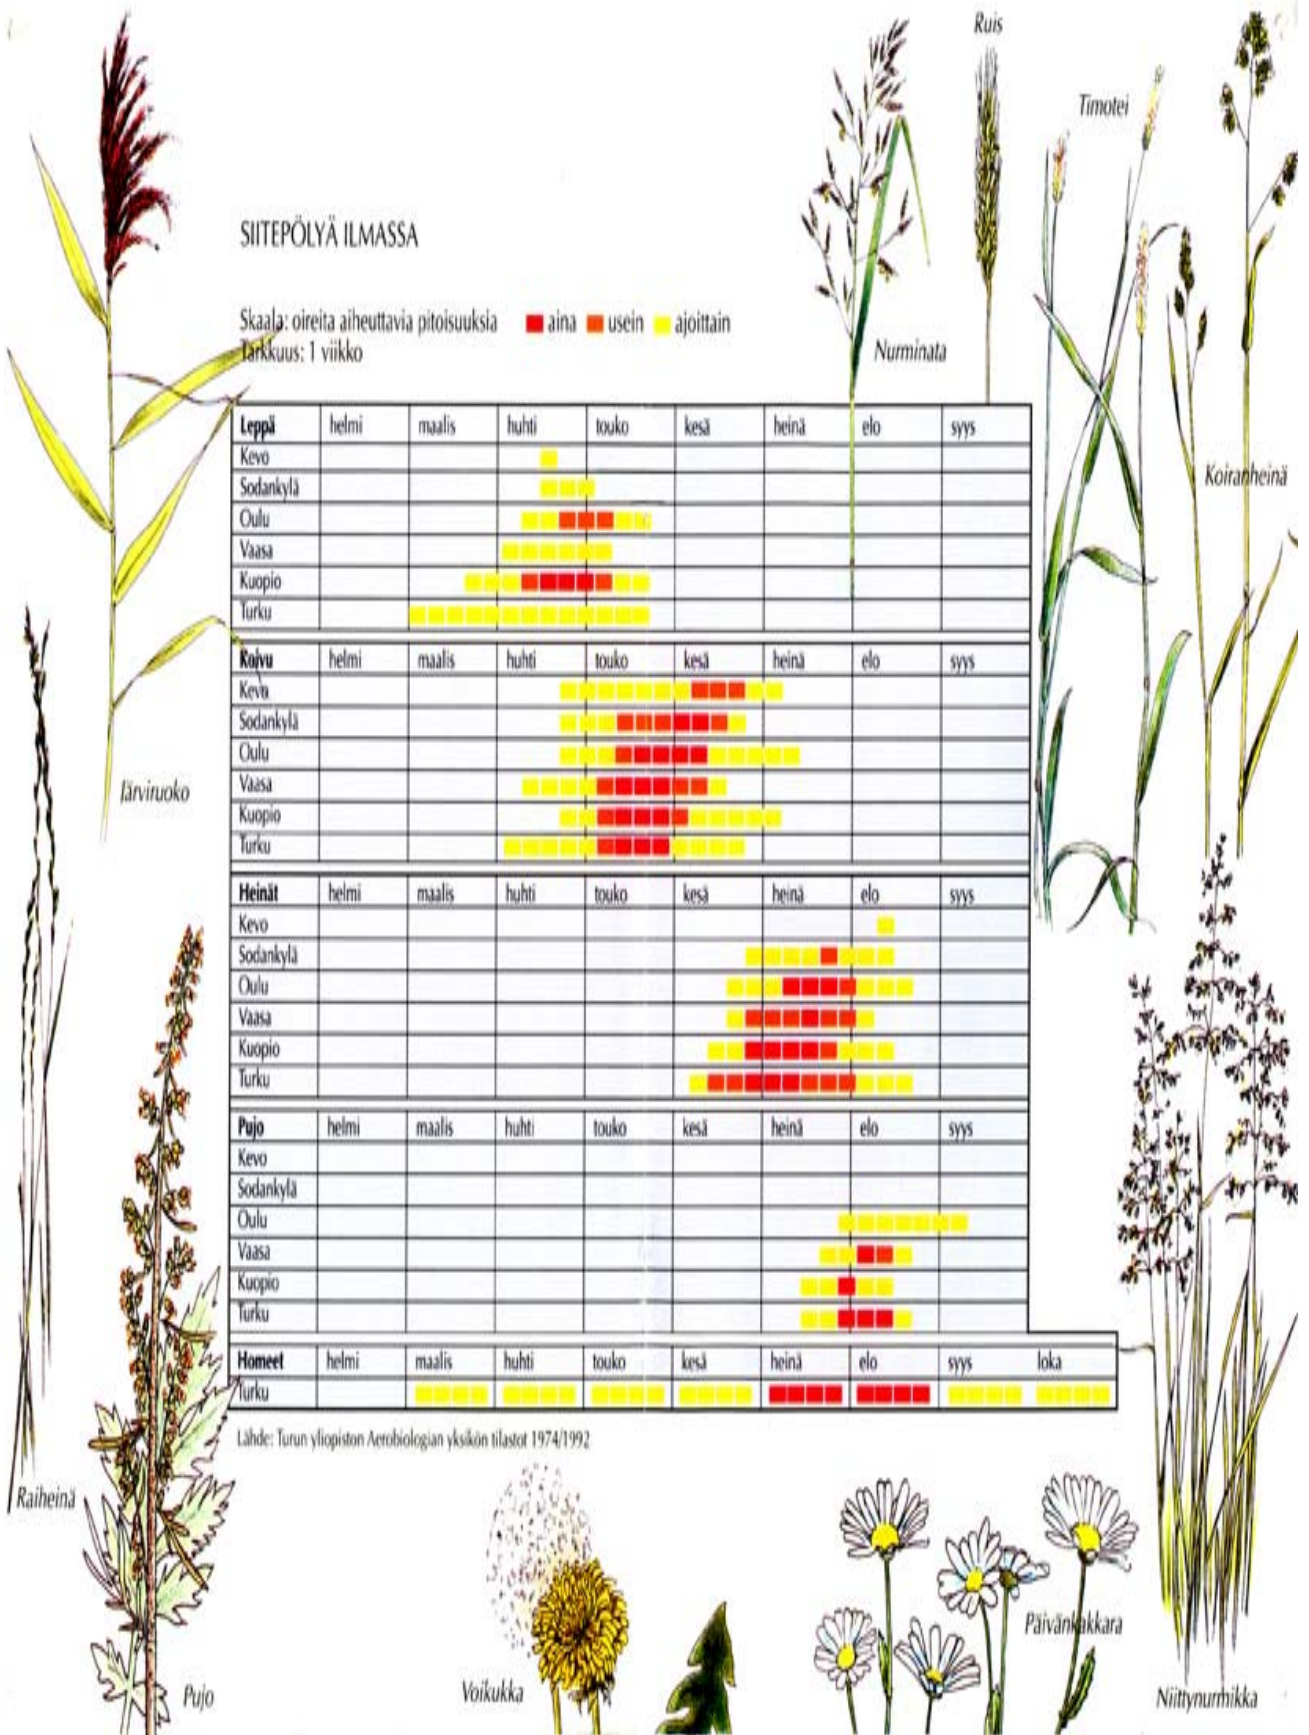 Ruis
Timotei
SIITEPÖLYÄ ILMASSA
Skaala: oireita aiheuttavia pitoisuuksia aina usein ajoittain
Tarkkuus: 1 viikko
Nurminata
Koiranheinä
Leppä helmi maalis huhti touko kesä heinä elo syys
Kevo
Sodankylä
Oulu
Vaasa
Kuopio
Turku
Koivu helmi maalis huhti touko kesä heinä elo syys
Kevo
Sodankylä
Oulu
Vaasa
Kuopio
Turku
Järviruoko
Heinät helmi maalis huhti touko kesä heinä elo syys
Kevo
Sodankylä
Oulu
Vaasa
Kuopio
Turku
Pujo helmi maalis huhti touko kesä heinä elo syys
Kevo
Sodankylä
Oulu
Vaasa
Kuopio
Turku
Homeet helmi maalis huhti touko kesä heinä elo syys loka
Turku
Lähde: Turun yliopiston Aerobiologian yksikön tilastot 1974/1992
Raiheinä
Pujo
Voikukka
Päivänkakkara
Niittynurmikka